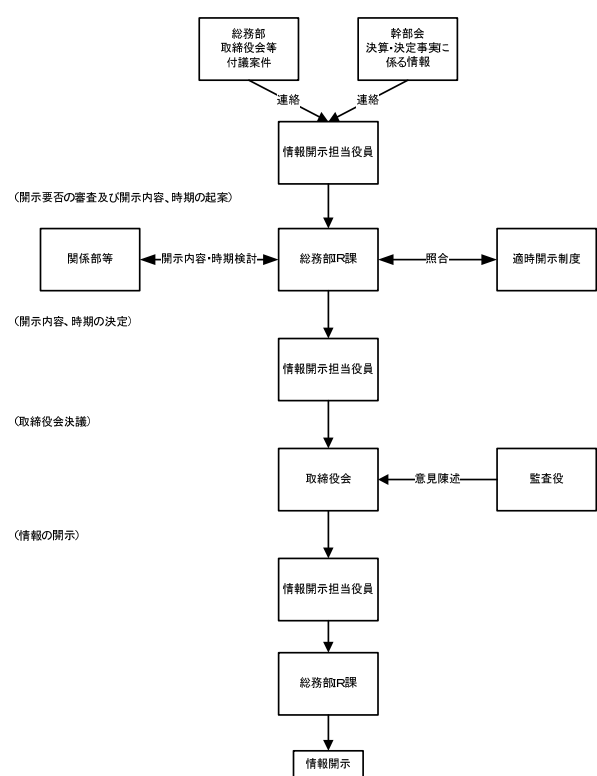 総務部
取締役会等
付議案件
幹部会
決算・決定事実に
係る情報
連絡
連絡
情報開示担当役員
（開示要否の審査及び開示内容、時期の起案）
関係部等
開示内容・時期検討
総務部IR課
照合
適時開示制度
（開示内容、時期の決定）
情報開示担当役員
（取締役会決議）
取締役会
意見陳述
監査役
（情報の開示）
情報開示担当役員
総務部IR課
情報開示